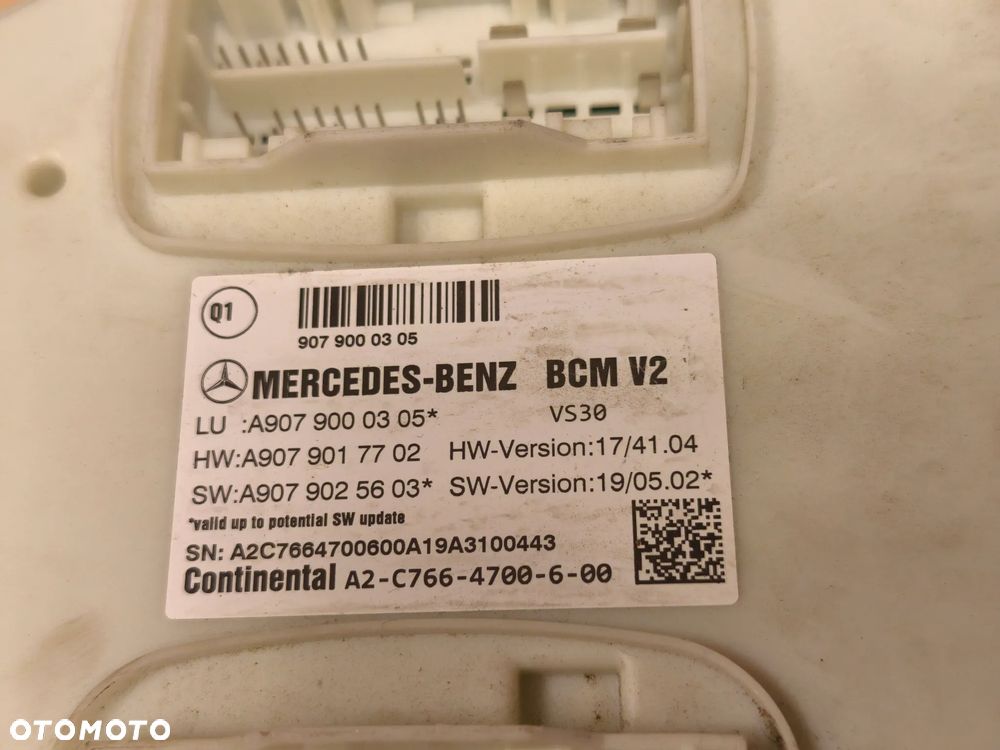 Q1
907 900 03 05
MERCEDES-BENZ BCM V2
LU :A907 900 03 05* VS30
HW:A907 901 77 02 HW-Version:17/41.04
SW:A907 902 56 03* SW-Version:19/05.02*
*valid up to potential SW update
SN: A2C7664700600A19A3100443
Continental A2-C766-4700-6-00
OTOMOTO